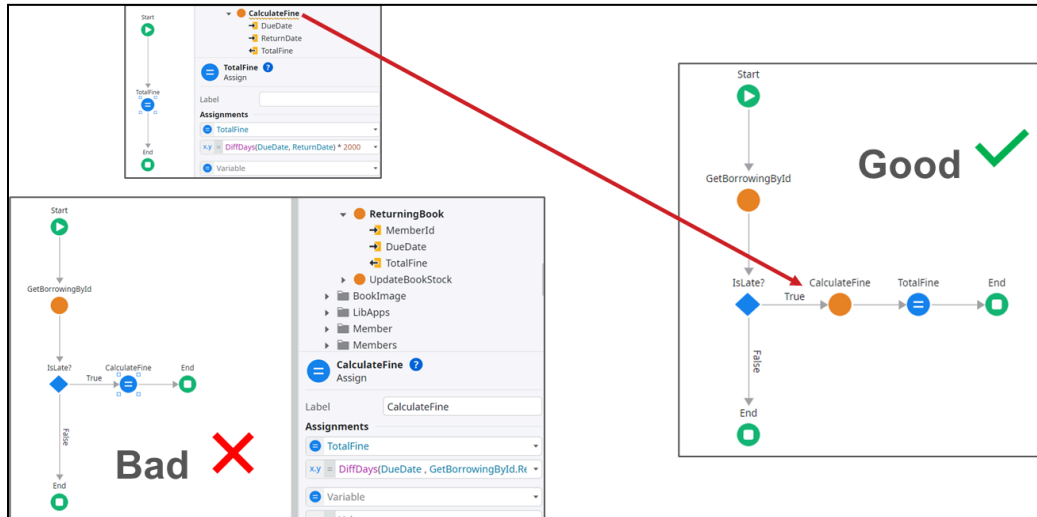 Start
TotalFine
End
CalculateFine
DueDate
ReturnDate
TotalFine
TotalFine ?
Assign
Label
Assignments
= TotalFine
x.y = DiffDays(DueDate, ReturnDate) * 2000
= Variable
Start
GetBorrowingById
IsLate?
True
CalculateFine
End
False
End
Bad
ReturningBook
MemberId
DueDate
TotalFine
UpdateBookStock
BookImage
LibApps
Member
Members
CalculateFine ?
Assign
Label CalculateFine
Assignments
= TotalFine
x.y = DiffDays(DueDate , GetBorrowingById.Re
= Variable
Start
Good
GetBorrowingById
IsLate?
True
CalculateFine
TotalFine
End
False
End